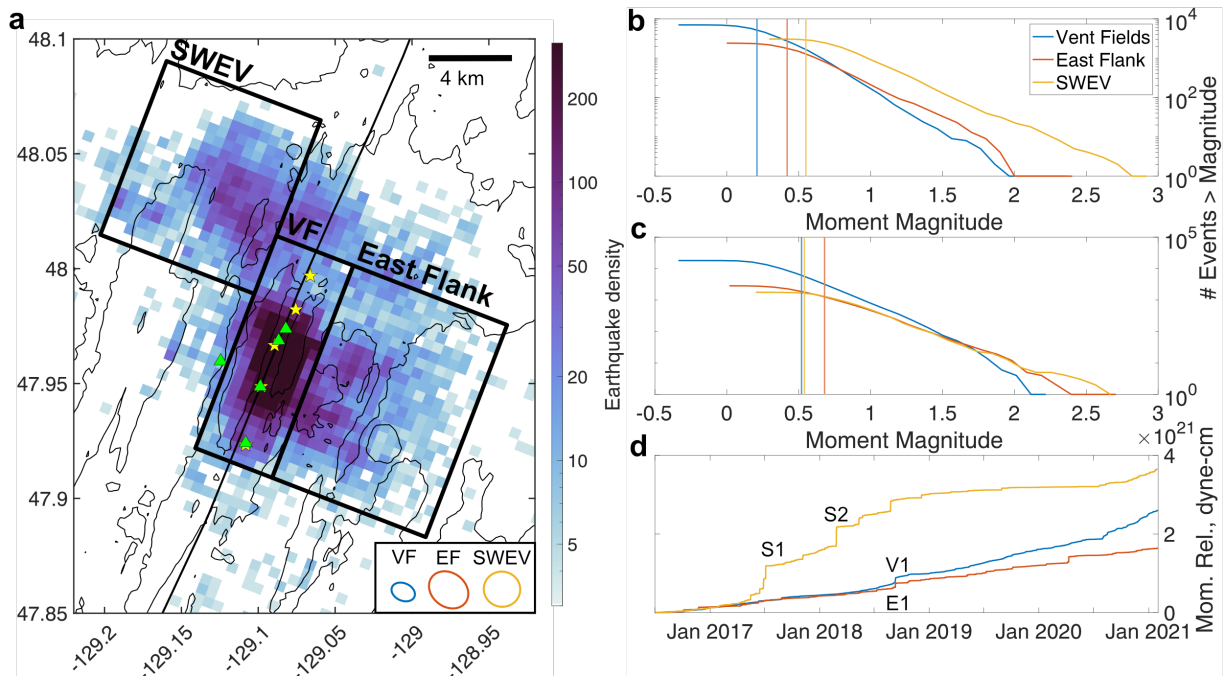 a
48.1
48.05
48
47.95
47.9
47.85
-129.2
-129.15
-129.1
-129.05
-129
-128.95
SWEV
4 km
VF
East Flank
VF EF SWEV
200
100
50
20
10
5
Earthquake density
b
Vent Fields
East Flank
SWEV
10^4
10^2
10^0
-0.5 0 0.5 1 1.5 2 2.5 3
Moment Magnitude
# Events > Magnitude
c
10^5
10^0
-0.5 0 0.5 1 1.5 2 2.5 3
Moment Magnitude
×10^21
d
S1
S2
V1
E1
4
2
0
Mom. Rel., dyne-cm
Jan 2017 Jan 2018 Jan 2019 Jan 2020 Jan 2021